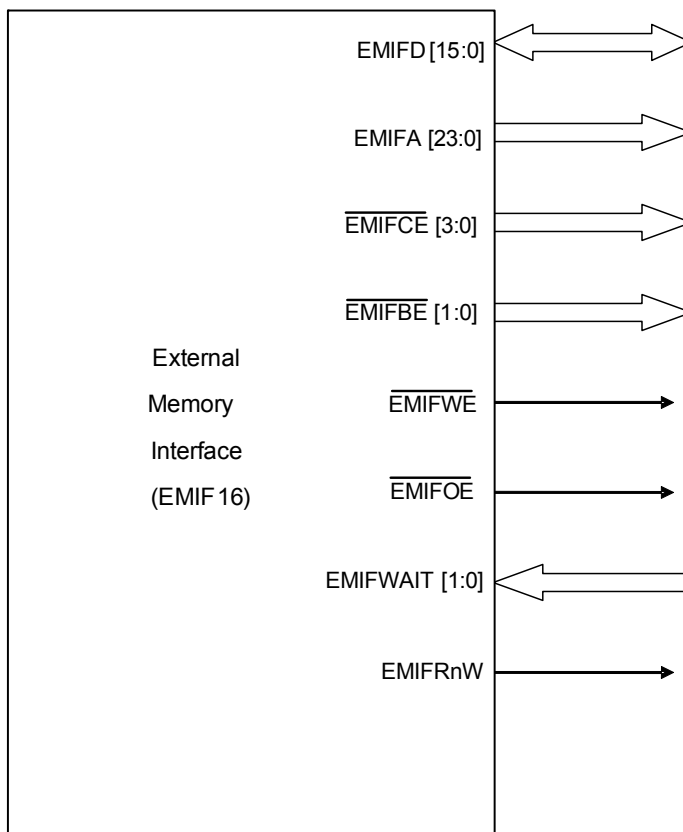 EMIFD [15:0]
EMIFA [23:0]
EMIFCE [3:0]
EMIFBE [1:0]
External
Memory
Interface
(EMIF16)
EMIFWE
EMIFOE
EMIFWAIT [1:0]
EMIFRnW